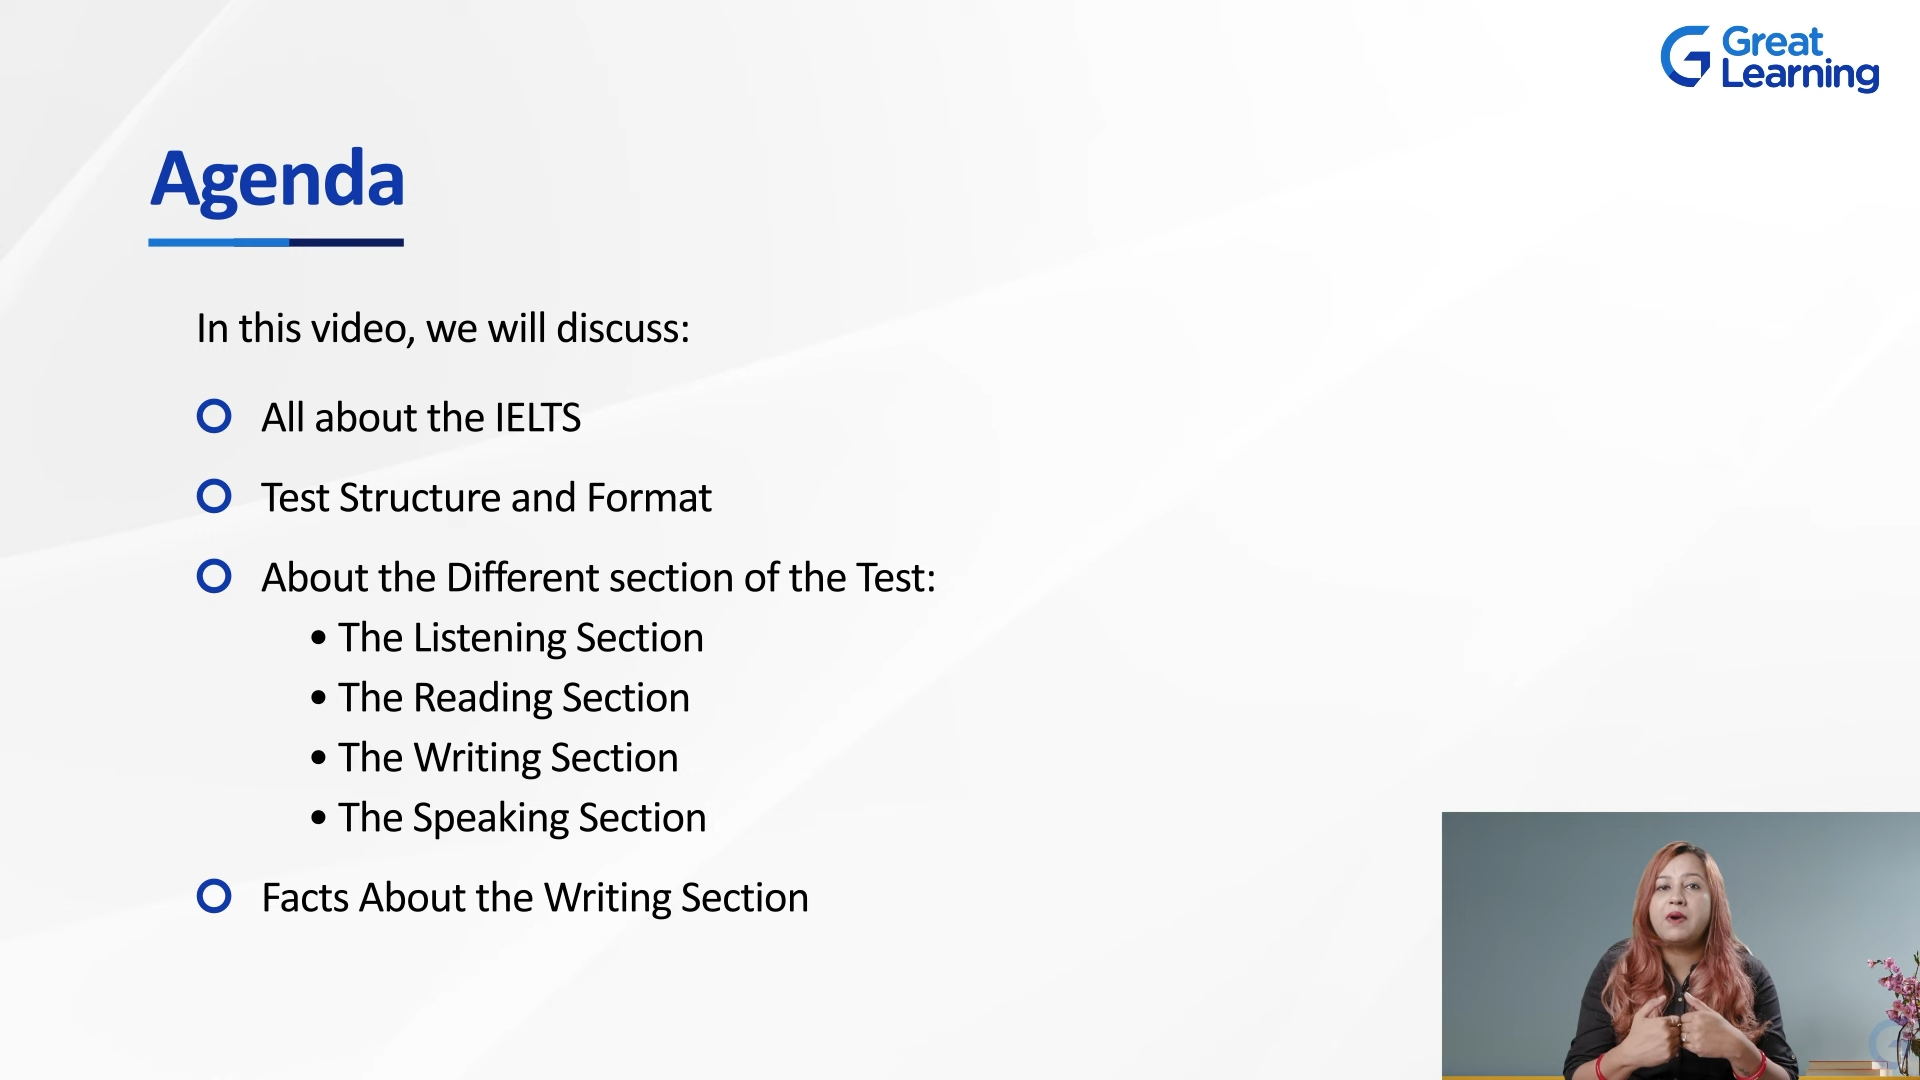 Great
Learning
Agenda
In this video, we will discuss:
All about the IELTS
Test Structure and Format
About the Different section of the Test:
• The Listening Section
• The Reading Section
• The Writing Section
• The Speaking Section
Facts About the Writing Section